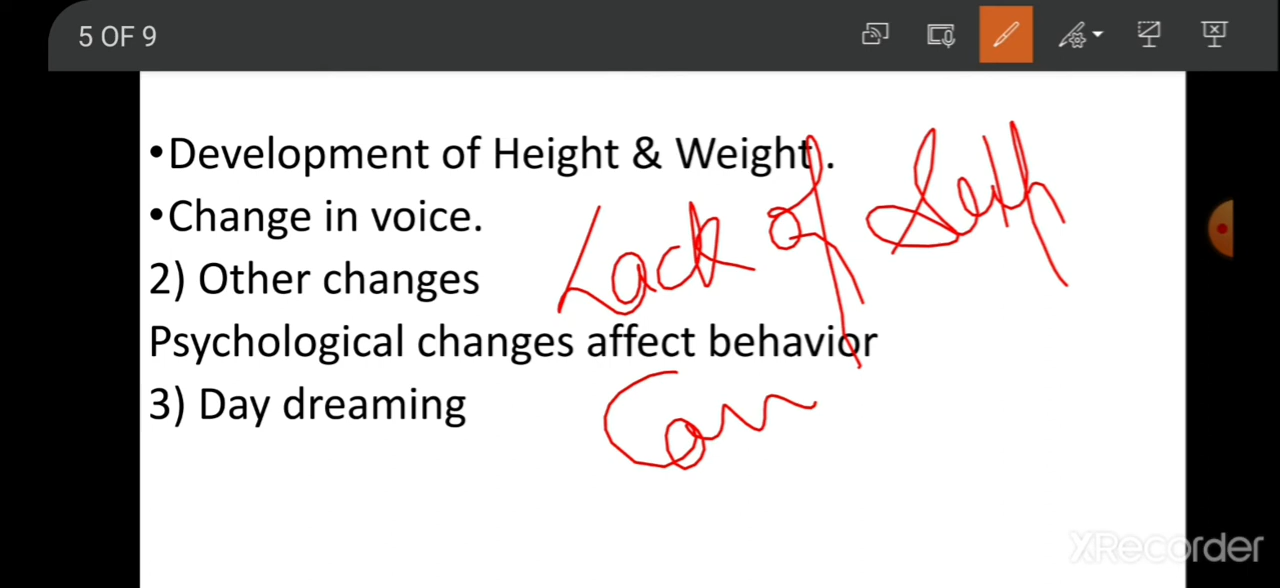 5 OF 9
•Development of Height & Weight .
•Change in voice.
2) Other changes
Lack of Self
Psychological changes affect behavior
3) Day dreaming
XRecorder